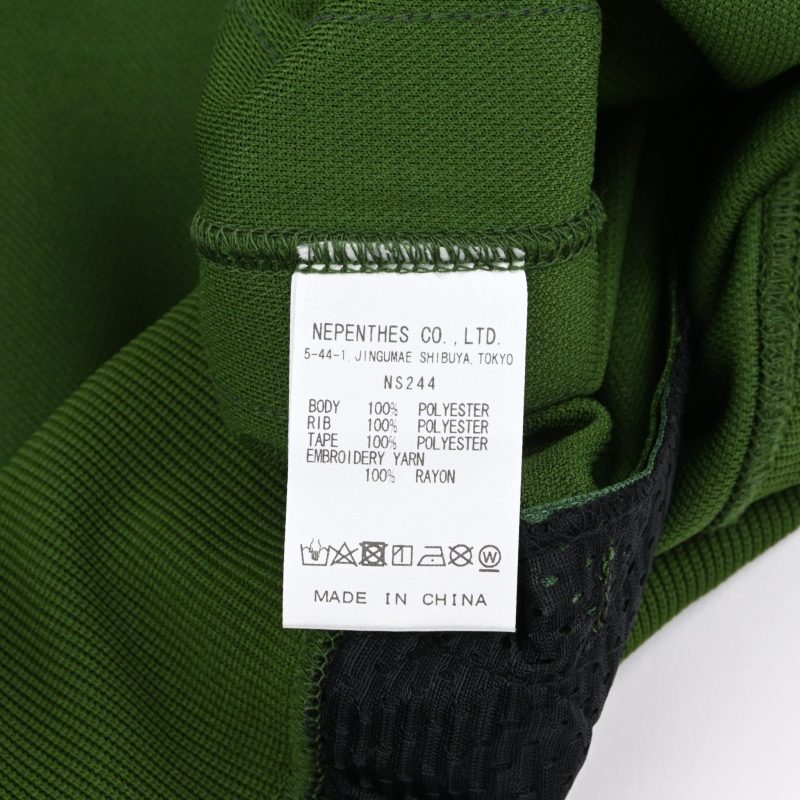 NEPENTHES CO.,LTD.
5-44-1, JINGUMAE SHIBUYA, TOKYO
NS244
BODY 100% POLYESTER
RIB 100% POLYESTER
TAPE 100% POLYESTER
EMBROIDERY YARN
100% RAYON
W
MADE IN CHINA